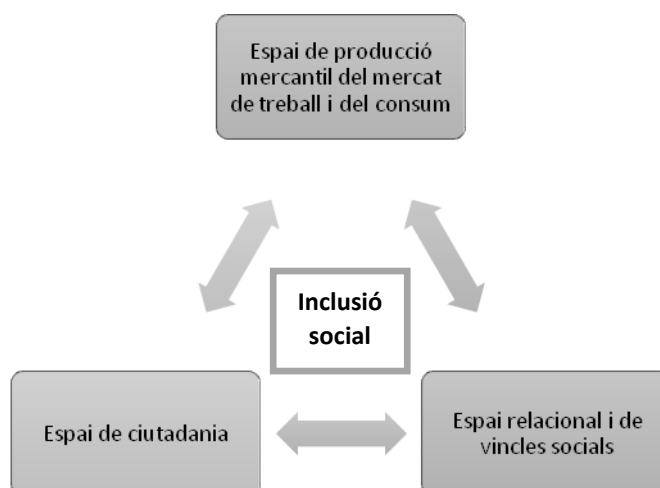 Espai de producció
mercantil del mercat
de treball i del consum
Inclusió
social
Espai de ciutadania
Espai relacional i de
vincles socials